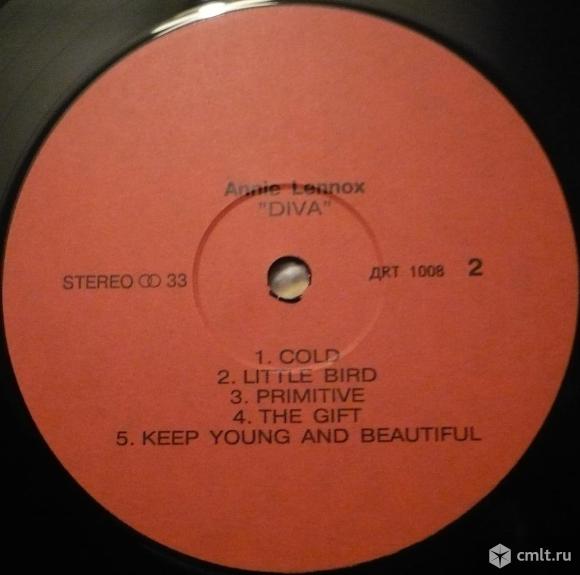 Annie Lennox
"DIVA"
STEREO 33
ДRT 1008 2
1. COLD
2. LITTLE BIRD
3. PRIMITIVE
4. THE GIFT
5. KEEP YOUNG AND BEAUTIFUL
cmlt.ru